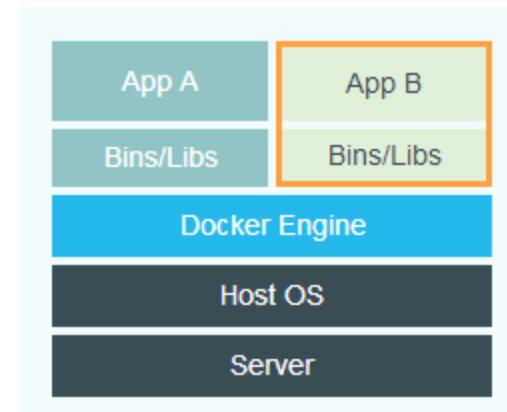 App A App B
Bins/Libs Bins/Libs
Docker Engine
Host OS
Server